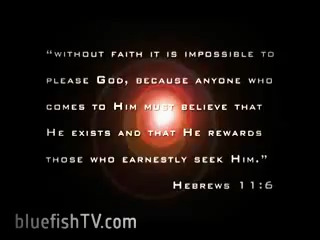 “without faith it is impossible to
please God, because anyone who
comes to Him must believe that
He exists and that He rewards
those who earnestly seek Him.”
Hebrews 11:6
bluefishTV.com